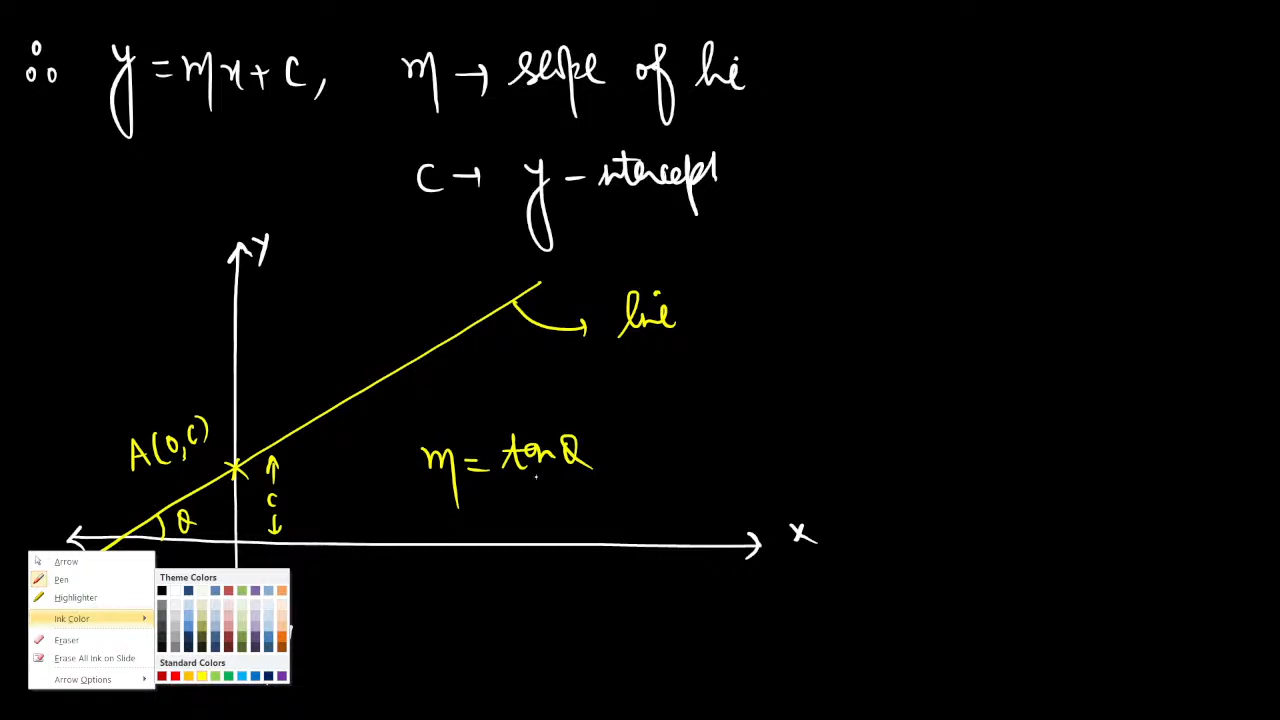 ∴ y = mx + c, m → slope of line
c → y - intercept
y
line
A(0,c)
m = tanθ
c
θ
x
Arrow
Pen
Highlighter
Ink Color
Eraser
Erase All Ink on Slide
Arrow Options
Theme Colors
Standard Colors